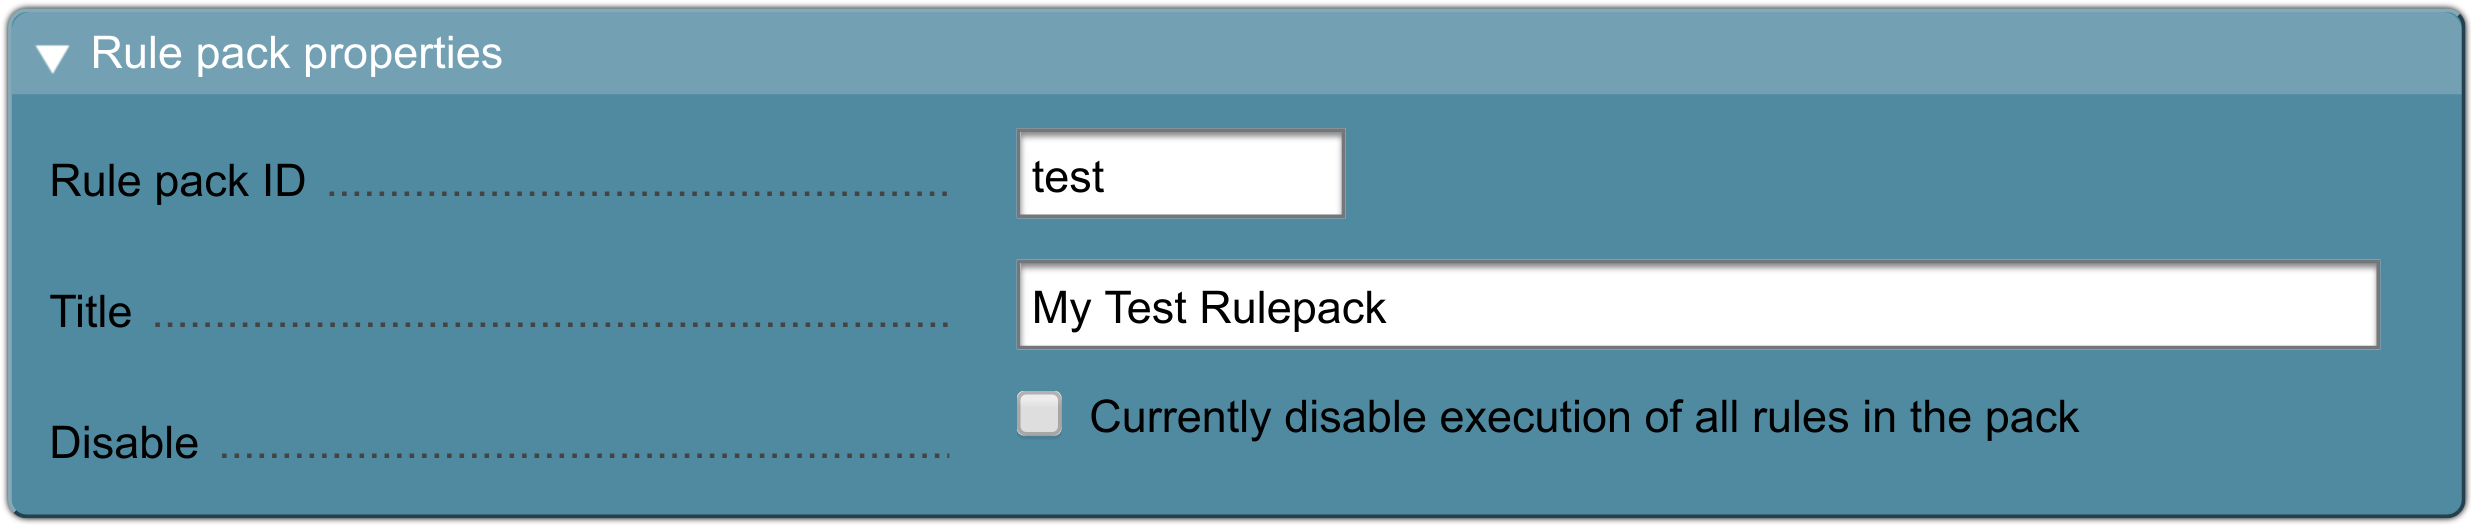 Rule pack properties
Rule pack ID test
Title My Test Rulepack
Disable Currently disable execution of all rules in the pack